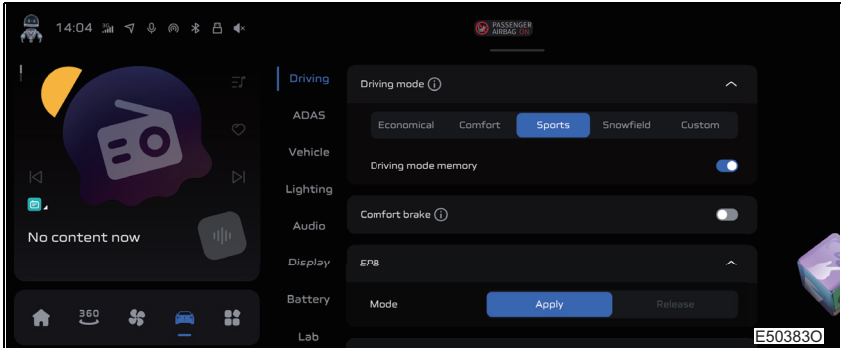 14:04 3G
PASSENGER
AIRBAG ON
Driving
ADAS
Vehicle
Lighting
Audio
Display
Battery
Lab
Driving mode
Economical Comfort Sports Snowfield Custom
Driving mode memory
Comfort brake
EPB
Mode Apply Release
No content now
360
E50383O